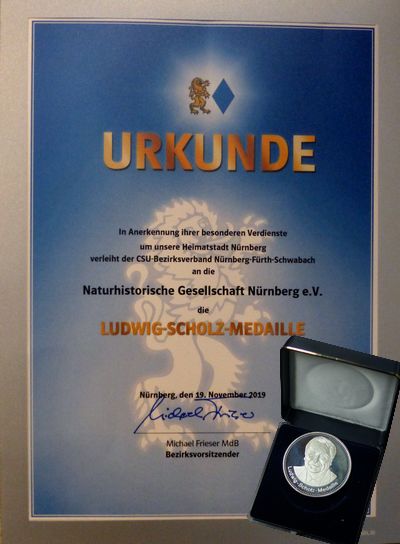 URKUNDE
In Anerkennung ihrer besonderen Verdienste
um unsere Heimatstadt Nürnberg
verleiht der CSU-Bezirksverband Nürnberg-Fürth-Schwabach
an die
Naturhistorische Gesellschaft Nürnberg e.V.
die
LUDWIG-SCHOLZ-MEDAILLE
Nürnberg, den 19. November 2019
Michael Frieser MdB
Bezirksvorsitzender
Ludwig-Scholz-Medaille